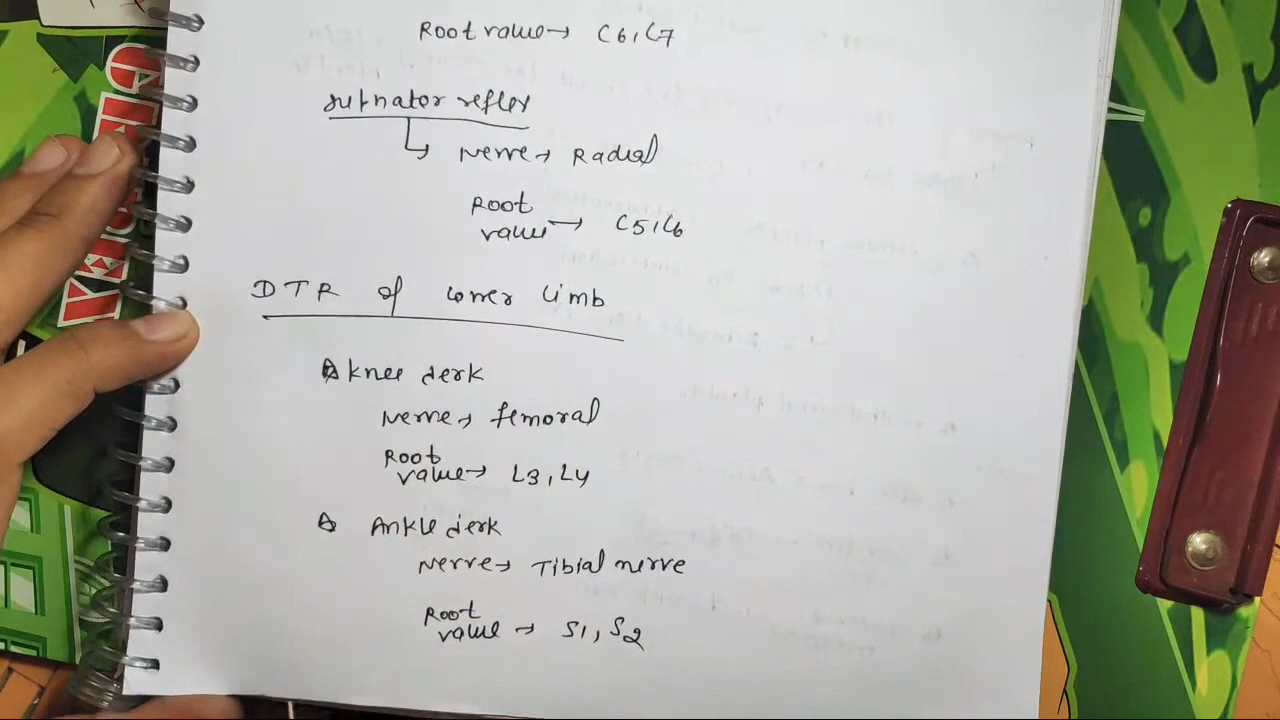 Root value → C6, C7
supnator reflex
Nerve → Radial
Root
value → C5, C6
DTR of lower limb
knee Jerk
Nerve → femoral
Root
value → L3, L4
Ankle Jerk
Nerve → Tibial nerve
Root
value → S1, S2